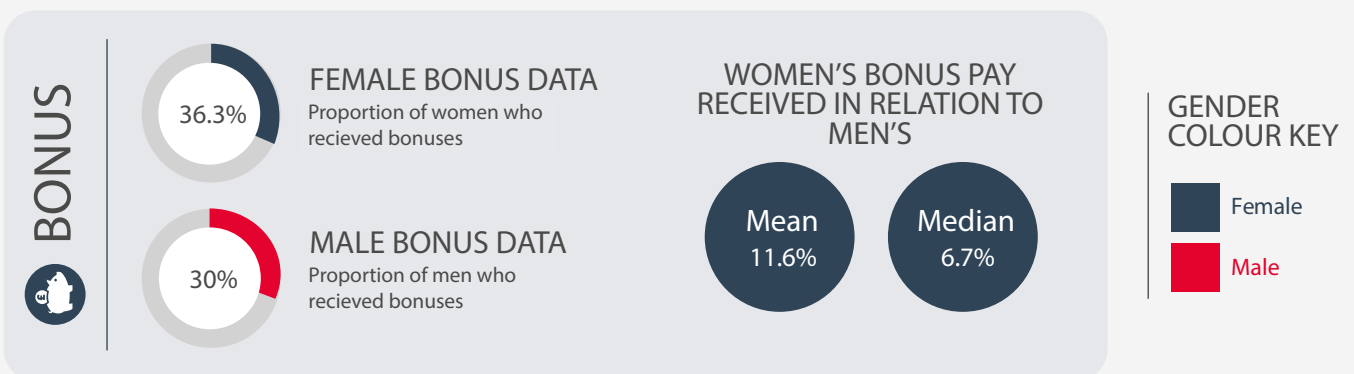 BONUS
£
36.3%
FEMALE BONUS DATA
Proportion of women who
recieved bonuses
30%
MALE BONUS DATA
Proportion of men who
recieved bonuses
WOMEN'S BONUS PAY
RECEIVED IN RELATION TO
MEN'S
Mean
11.6%
Median
6.7%
GENDER
COLOUR KEY
Female
Male